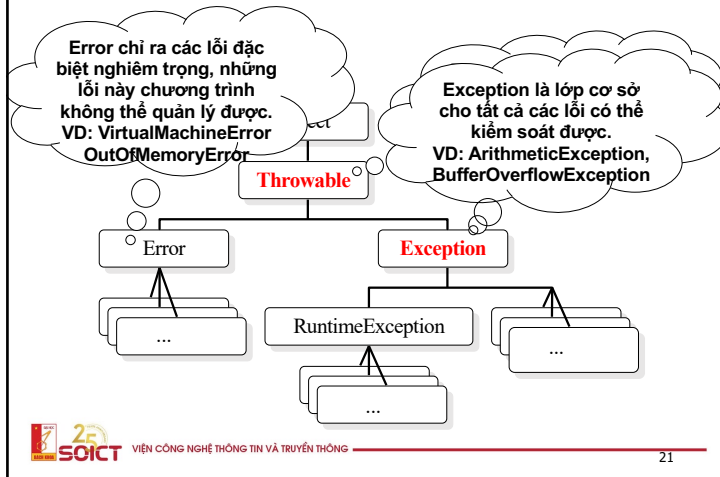 Error chỉ ra các lỗi đặc
biệt nghiêm trọng, những
lỗi này chương trình
không thể quản lý được.
VD: VirtualMachineError
OutOfMemoryError
Exception là lớp cơ sở
cho tất cả các lỗi có thể
kiểm soát được.
VD: ArithmeticException,
BufferOverflowException
Throwable
Error
Exception
...
RuntimeException
...
...
25
SOICT
VIỆN CÔNG NGHỆ THÔNG TIN VÀ TRUYỀN THÔNG
21